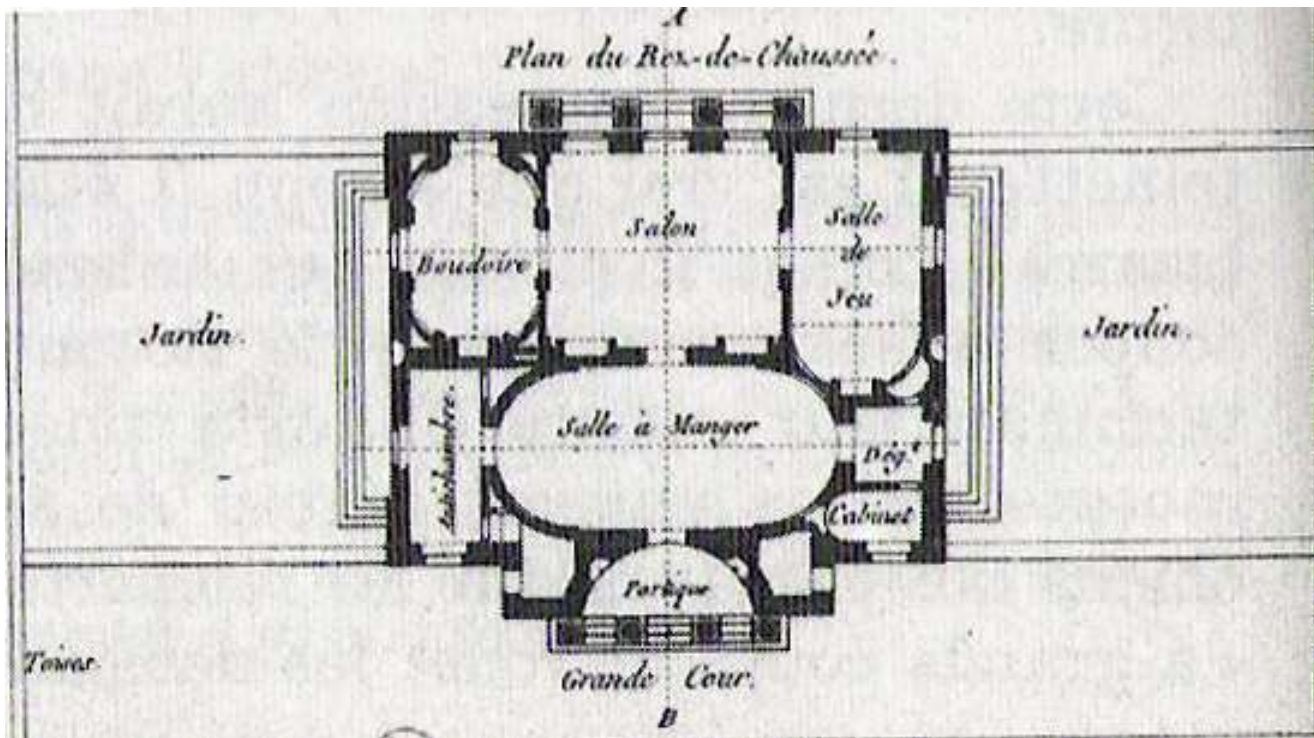 A
Plan du Rez-de-Chaussée.
Salon
Salle
de
Jeu
Boudoire
Jardin.
Jardin.
Antichambre.
Salle à Manger
Dégt
Cabinet
Portique
Toises.
Grande Cour.
B